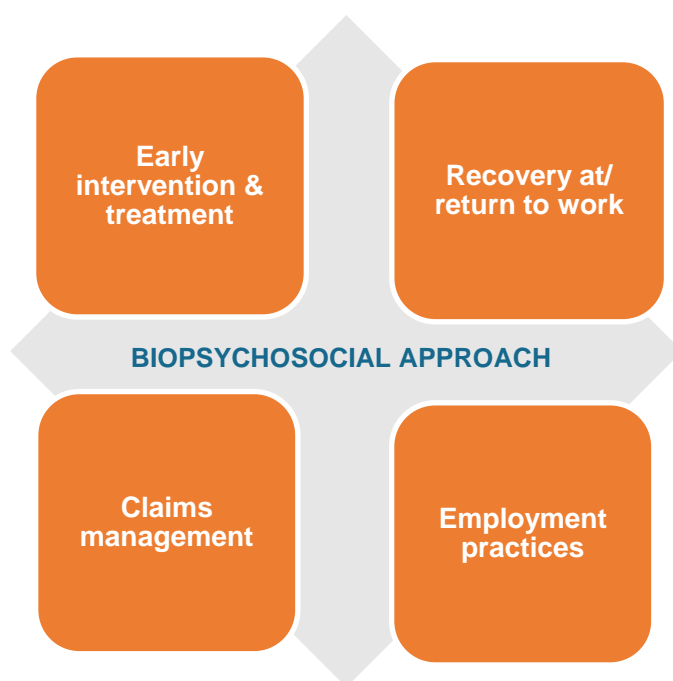 Early
intervention &
treatment
Recovery at/
return to work
BIOPSYCHOSOCIAL APPROACH
Claims
management
Employment
practices